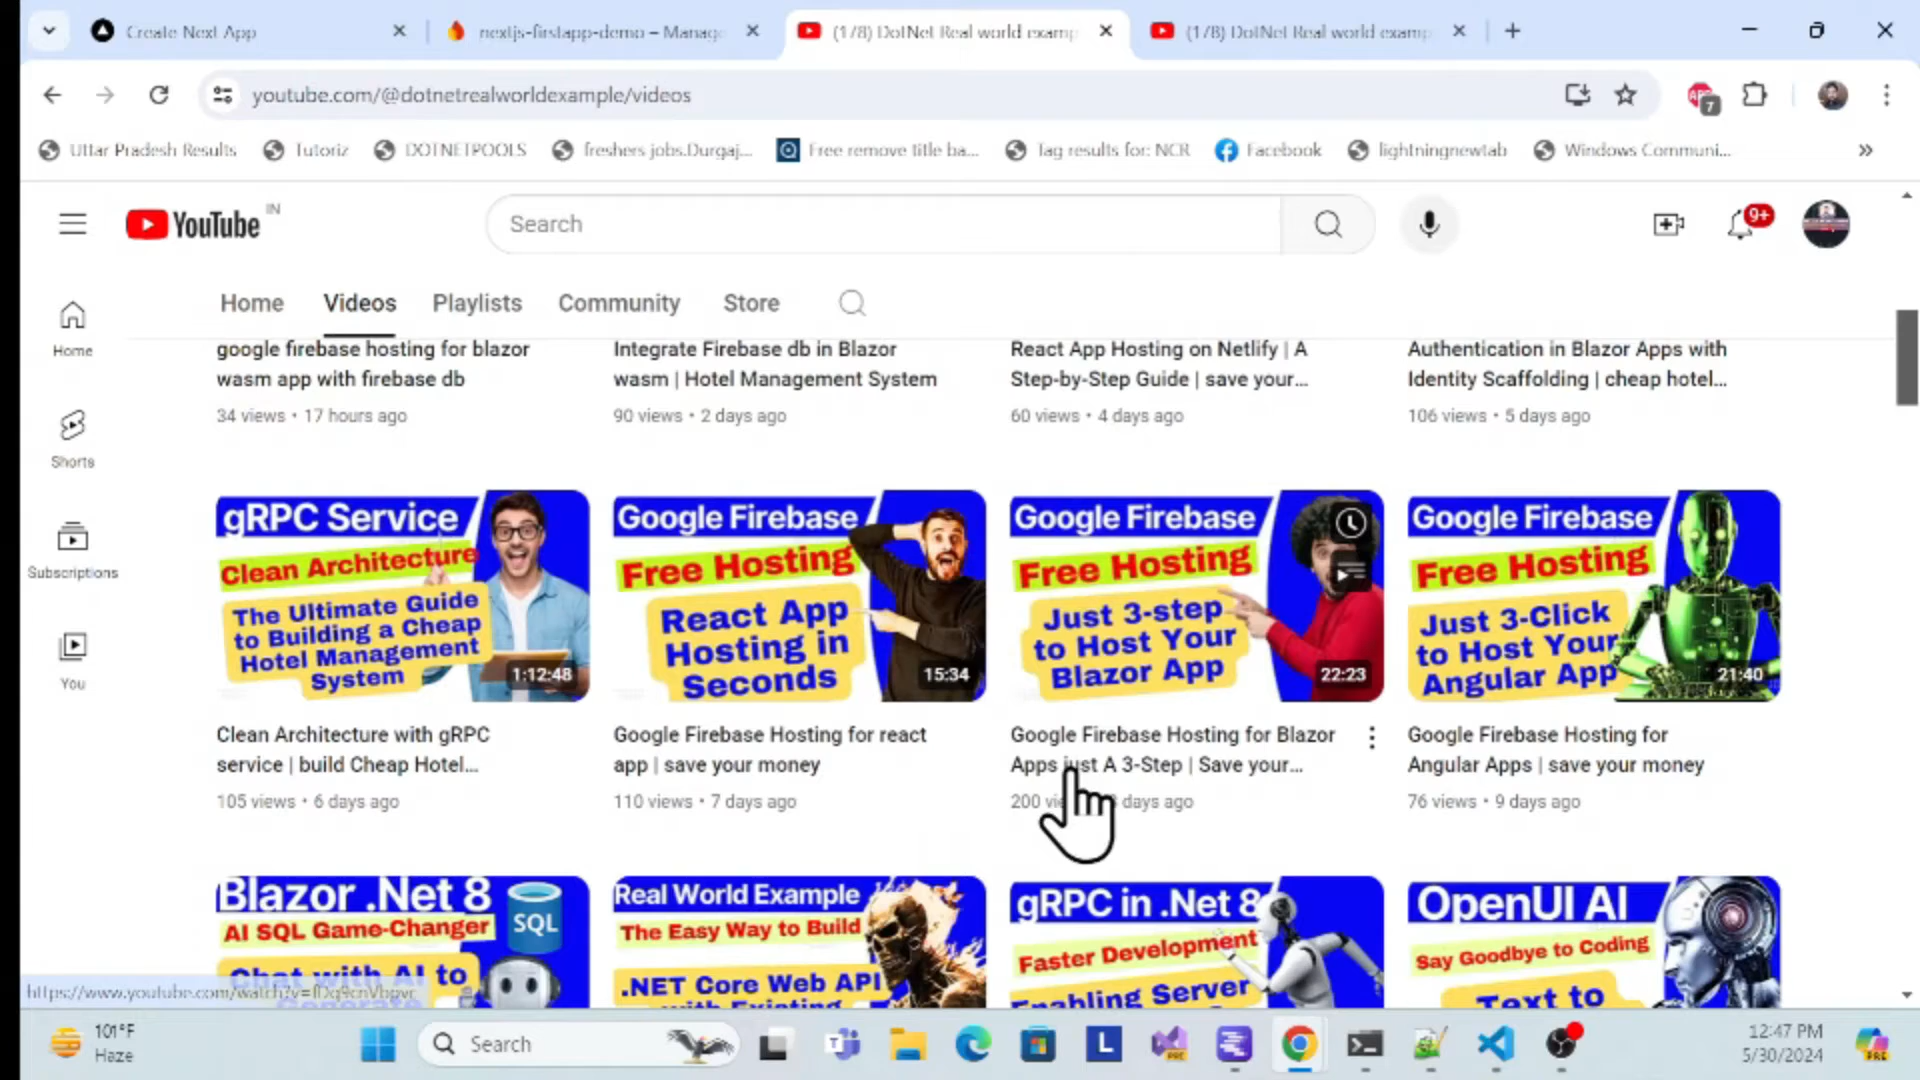 Create Next App
nextjs-firstapp-demo – Manage
(178) DotNet Real world examp
(178) DotNet Real world examp
youtube.com/@dotnetrealworldexample/videos
7
Uttar Pradesh Results
Tutoriz
DOTNETPOOLS
freshers jobs.Durgaj...
Free remove title ba...
Tag results for: NCR
Facebook
lightningnewtab
Windows Communi...
YouTube IN
Search
9+
Home Videos Playlists Community Store
Home
Shorts
Subscriptions
You
google firebase hosting for blazor
wasm app with firebase db
34 views • 17 hours ago
Integrate Firebase db in Blazor
wasm | Hotel Management System
90 views • 2 days ago
React App Hosting on Netlify | A
Step-by-Step Guide | save your...
60 views • 4 days ago
Authentication in Blazor Apps with
Identity Scaffolding | cheap hotel...
106 views • 5 days ago
gRPC Service
Clean Architecture
The Ultimate Guide
to Building a Cheap
Hotel Management
System
1:12:48
Clean Architecture with gRPC
service | build Cheap Hotel...
105 views • 6 days ago
Google Firebase
Free Hosting
React App
Hosting in
Seconds
15:34
Google Firebase Hosting for react
app | save your money
110 views • 7 days ago
Google Firebase
Free Hosting
Just 3-step
to Host Your
Blazor App
22:23
Google Firebase Hosting for Blazor
Apps just A 3-Step | Save your...
200 days ago
Google Firebase
Free Hosting
Just 3-Click
to Host Your
Angular App
21:40
Google Firebase Hosting for
Angular Apps | save your money
76 views • 9 days ago
Blazor .Net 8
AI SQL Game-Changer
SQL
Chat with AI to
Real World Example
The Easy Way to Build
.NET Core Web API
with Existing
gRPC in .Net 8
Faster Development
Enabling Server
OpenUI AI
Say Goodbye to Coding
Text to
101°F
Haze
Search
12:47 PM
5/30/2024